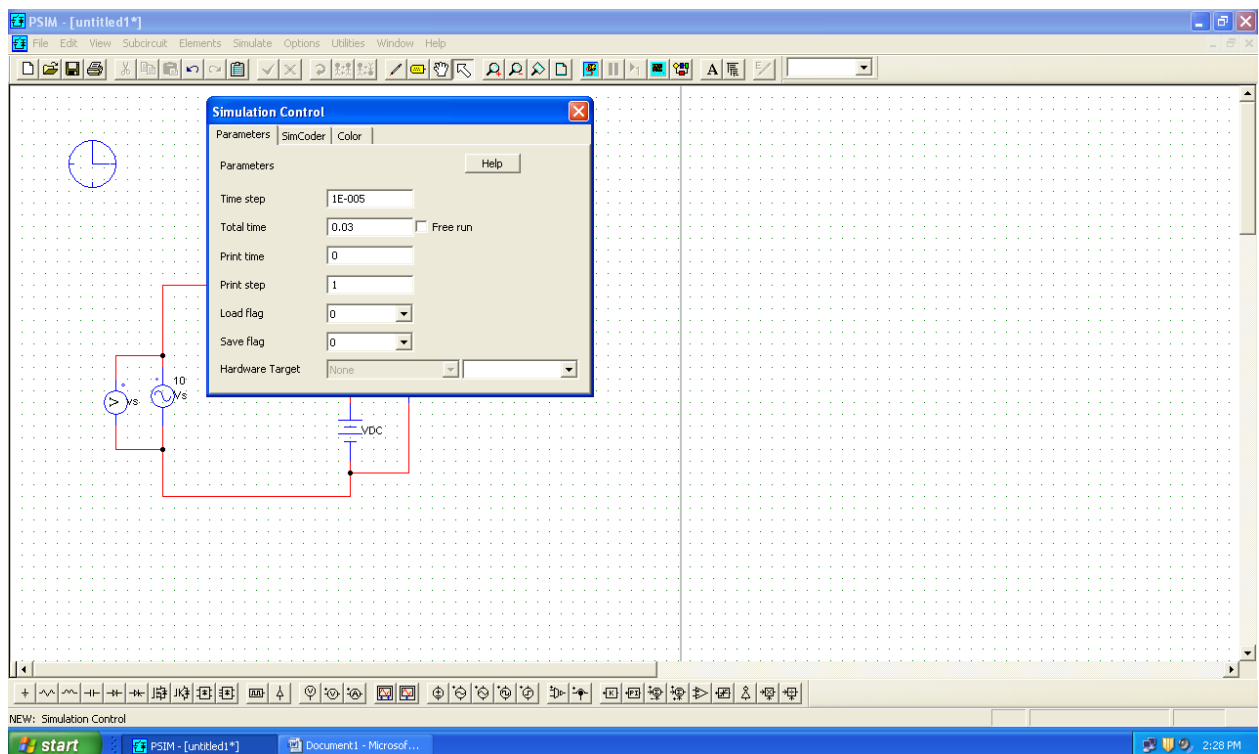 PSIM - [untitled1*]
File Edit View Subcircuit Elements Simulate Options Utilities Window Help
Simulation Control
Parameters SimCoder Color
Parameters Help
Time step 1E-005
Total time 0.03 Free run
Print time 0
Print step 1
Load flag 0
Save flag 0
Hardware Target None
10
Vs Vs
VDC
NEW: Simulation Control
start PSIM - [untitled1*] Document1 - Microsof... 2:28 PM